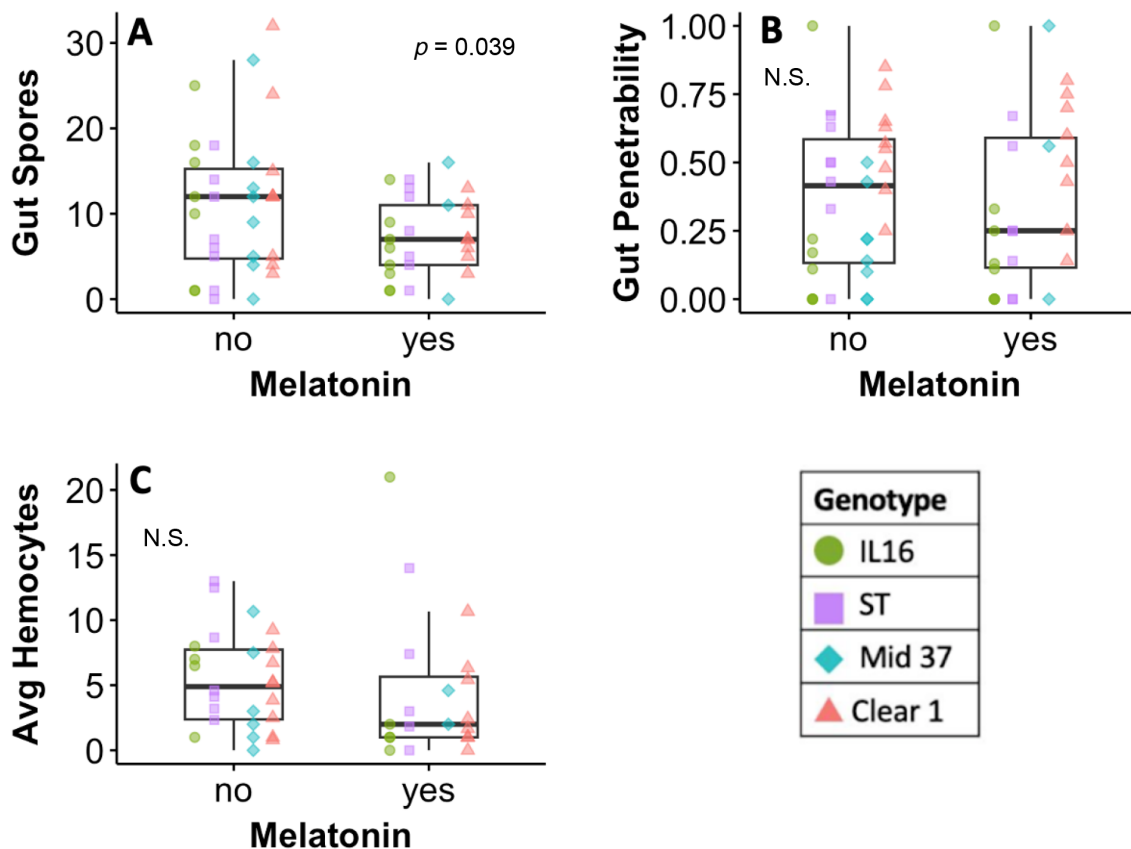 A
p = 0.039
Gut Spores
30
20
10
0
no
yes
Melatonin
B
N.S.
Gut Penetrability
1.00
0.75
0.50
0.25
0.00
no
yes
Melatonin
C
N.S.
Avg Hemocytes
20
15
10
5
0
no
yes
Melatonin
Genotype
IL16
ST
Mid 37
Clear 1